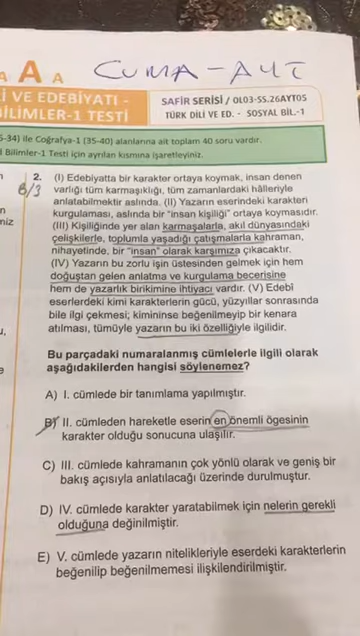 A A A CUMA-AYT
İ VE EDEBİYATI -
İLİMLER-1 TESTİ
SAFİR SERİSİ / OL03-SS.26AYT05
TÜRK DİLİ VE ED. - SOSYAL BİL.-1
5-34) ile Coğrafya-1 (35-40) alanlarına ait toplam 40 soru vardır.
l Bilimler-1 Testi için ayrılan kısmına işaretleyiniz.
2. (I) Edebiyatta bir karakter ortaya koymak, insan denen
B/3 varlığı tüm karmaşıklığı, tüm zamanlardaki hâlleriyle
anlatabilmektir aslında. (II) Yazarın eserindeki karakteri
kurgulaması, aslında bir "insan kişiliği" ortaya koymasıdır.
(III) Kişiliğinde yer alan karmaşalarla, akıl dünyasındaki
çelişkilerle, toplumla yaşadığı çatışmalarla kahraman,
nihayetinde, bir "insan" olarak karşımıza çıkacaktır.
(IV) Yazarın bu zorlu işin üstesinden gelmek için hem
doğuştan gelen anlatma ve kurgulama becerisine
hem de yazarlık birikimine ihtiyacı vardır. (V) Edebî
eserlerdeki kimi karakterlerin gücü, yüzyıllar sonrasında
bile ilgi çekmesi; kimininse beğenilmeyip bir kenara
atılması, tümüyle yazarın bu iki özelliğiyle ilgilidir.
Bu parçadaki numaralanmış cümlelerle ilgili olarak
aşağıdakilerden hangisi söylenemez?
A) I. cümlede bir tanımlama yapılmıştır.
B) II. cümleden hareketle eserin en önemli ögesinin
karakter olduğu sonucuna ulaşılır.
C) III. cümlede kahramanın çok yönlü olarak ve geniş bir
bakış açısıyla anlatılacağı üzerinde durulmuştur.
D) IV. cümlede karakter yaratabilmek için nelerin gerekli
olduğuna değinilmiştir.
E) V. cümlede yazarın nitelikleriyle eserdeki karakterlerin
beğenilip beğenilmemesi ilişkilendirilmiştir.